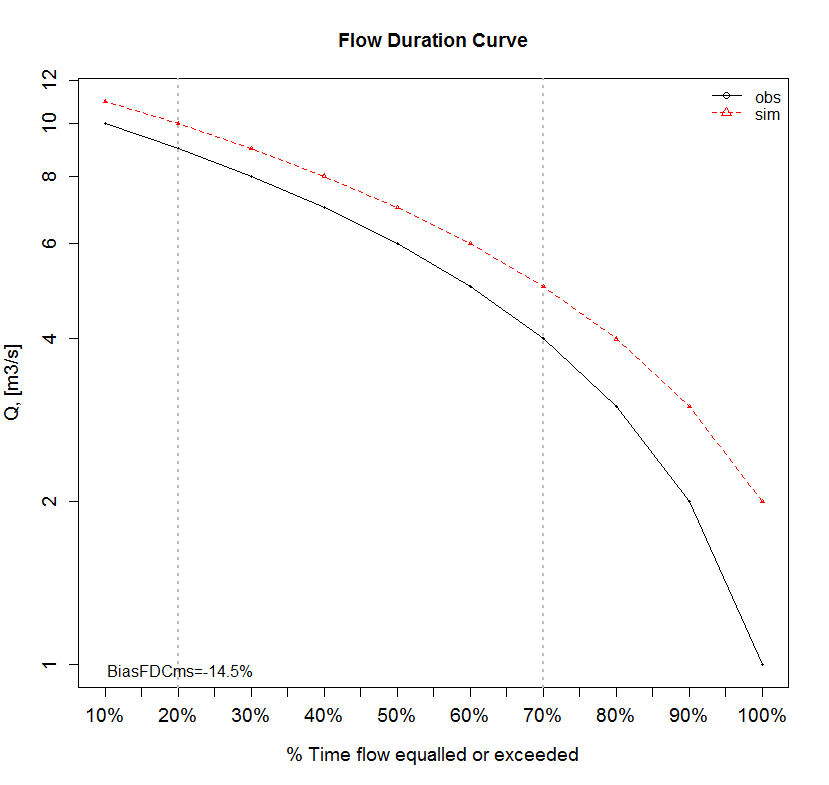 Flow Duration Curve
12
10
8
6
4
2
1
Q, [m3/s]
obs
sim
BiasFDCms=-14.5%
10% 20% 30% 40% 50% 60% 70% 80% 90% 100%
% Time flow equalled or exceeded